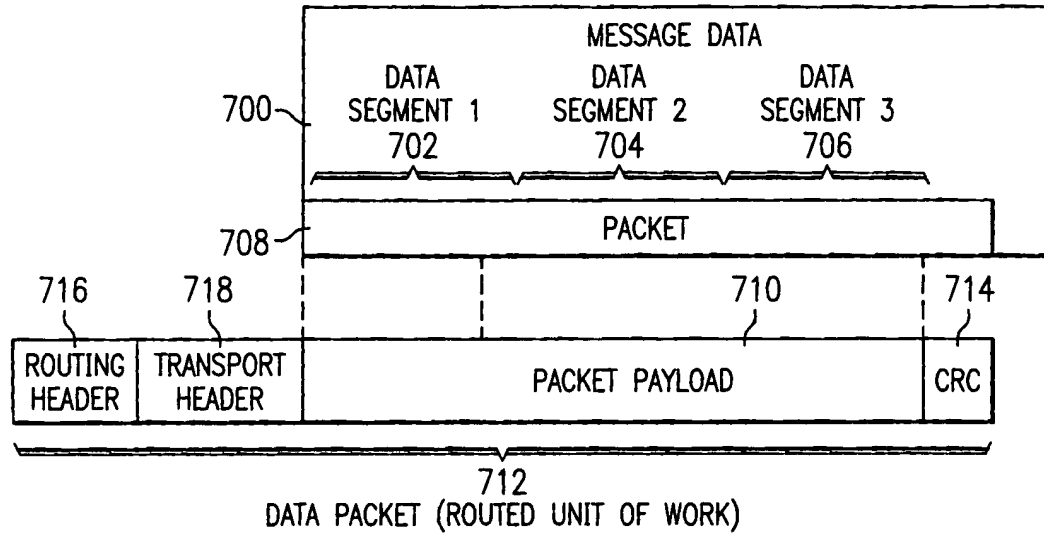 MESSAGE DATA
DATA SEGMENT 1
702
DATA SEGMENT 2
704
DATA SEGMENT 3
706
700
708
PACKET
716
718
710
714
ROUTING HEADER
TRANSPORT HEADER
PACKET PAYLOAD
CRC
712
DATA PACKET (ROUTED UNIT OF WORK)